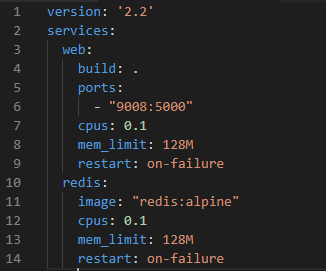 1 version: '2.2'
2 services:
3   web:
4     build: .
5     ports:
6       - "9008:5000"
7     cpus: 0.1
8     mem_limit: 128M
9     restart: on-failure
10   redis:
11     image: "redis:alpine"
12     cpus: 0.1
13     mem_limit: 128M
14     restart: on-failure